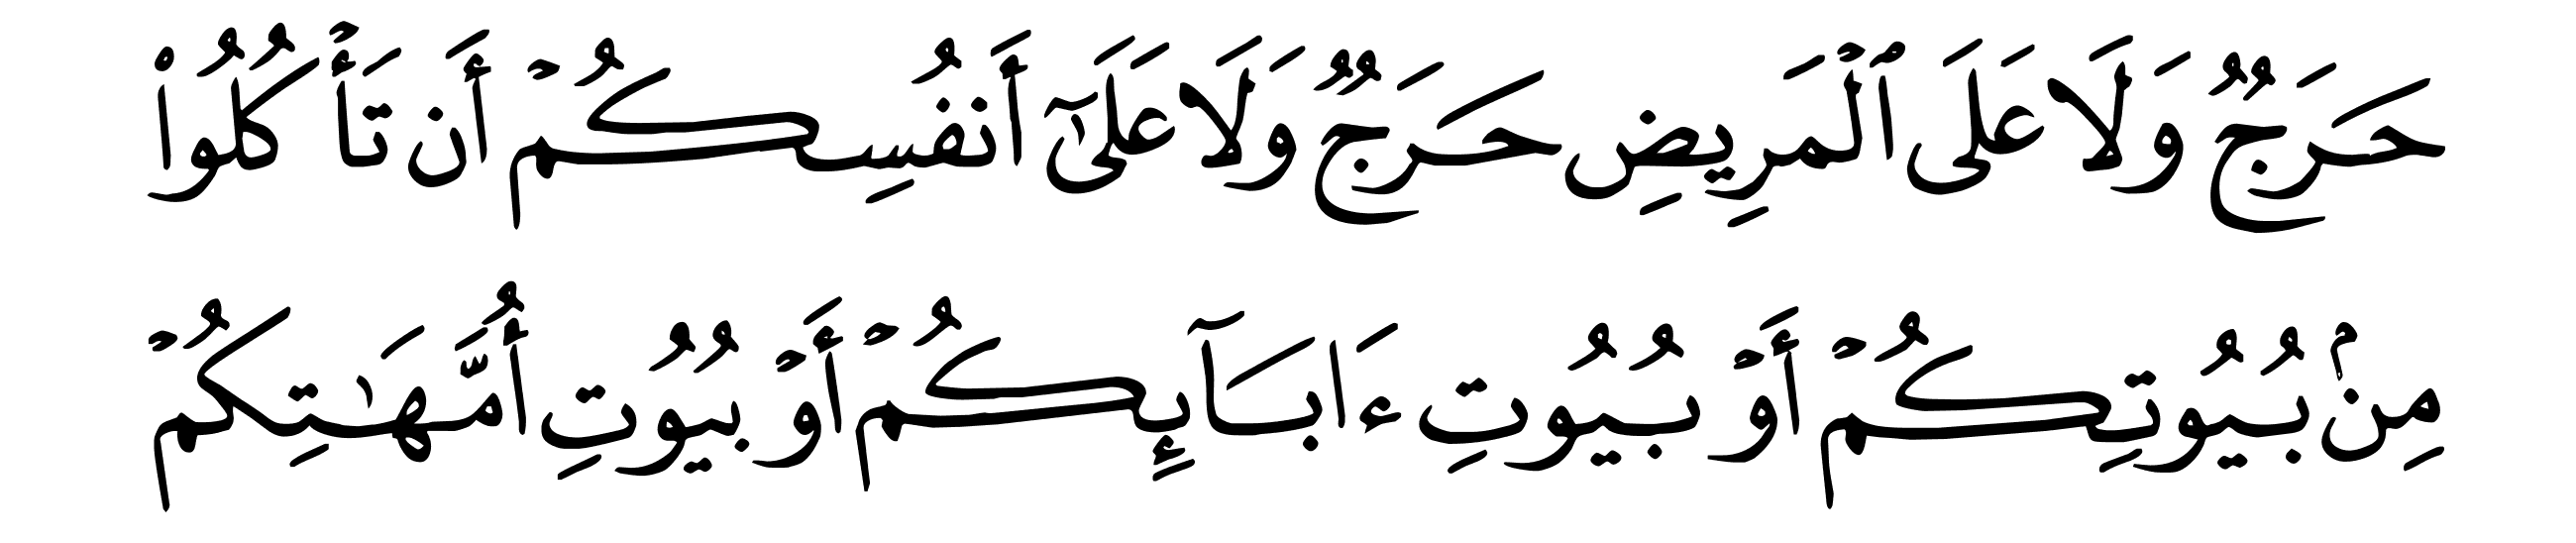 حَرَجٌ وَلَا عَلَى ٱلْمَرِيضِ حَرَجٌ وَلَا عَلَىٰٓ أَنفُسِكُمْ أَن تَأْكُلُوا۟
مِنۢ بُيُوتِكُمْ أَوْ بُيُوتِ ءَابَآئِكُمْ أَوْ بُيُوتِ أُمَّهَٰتِكُمْ